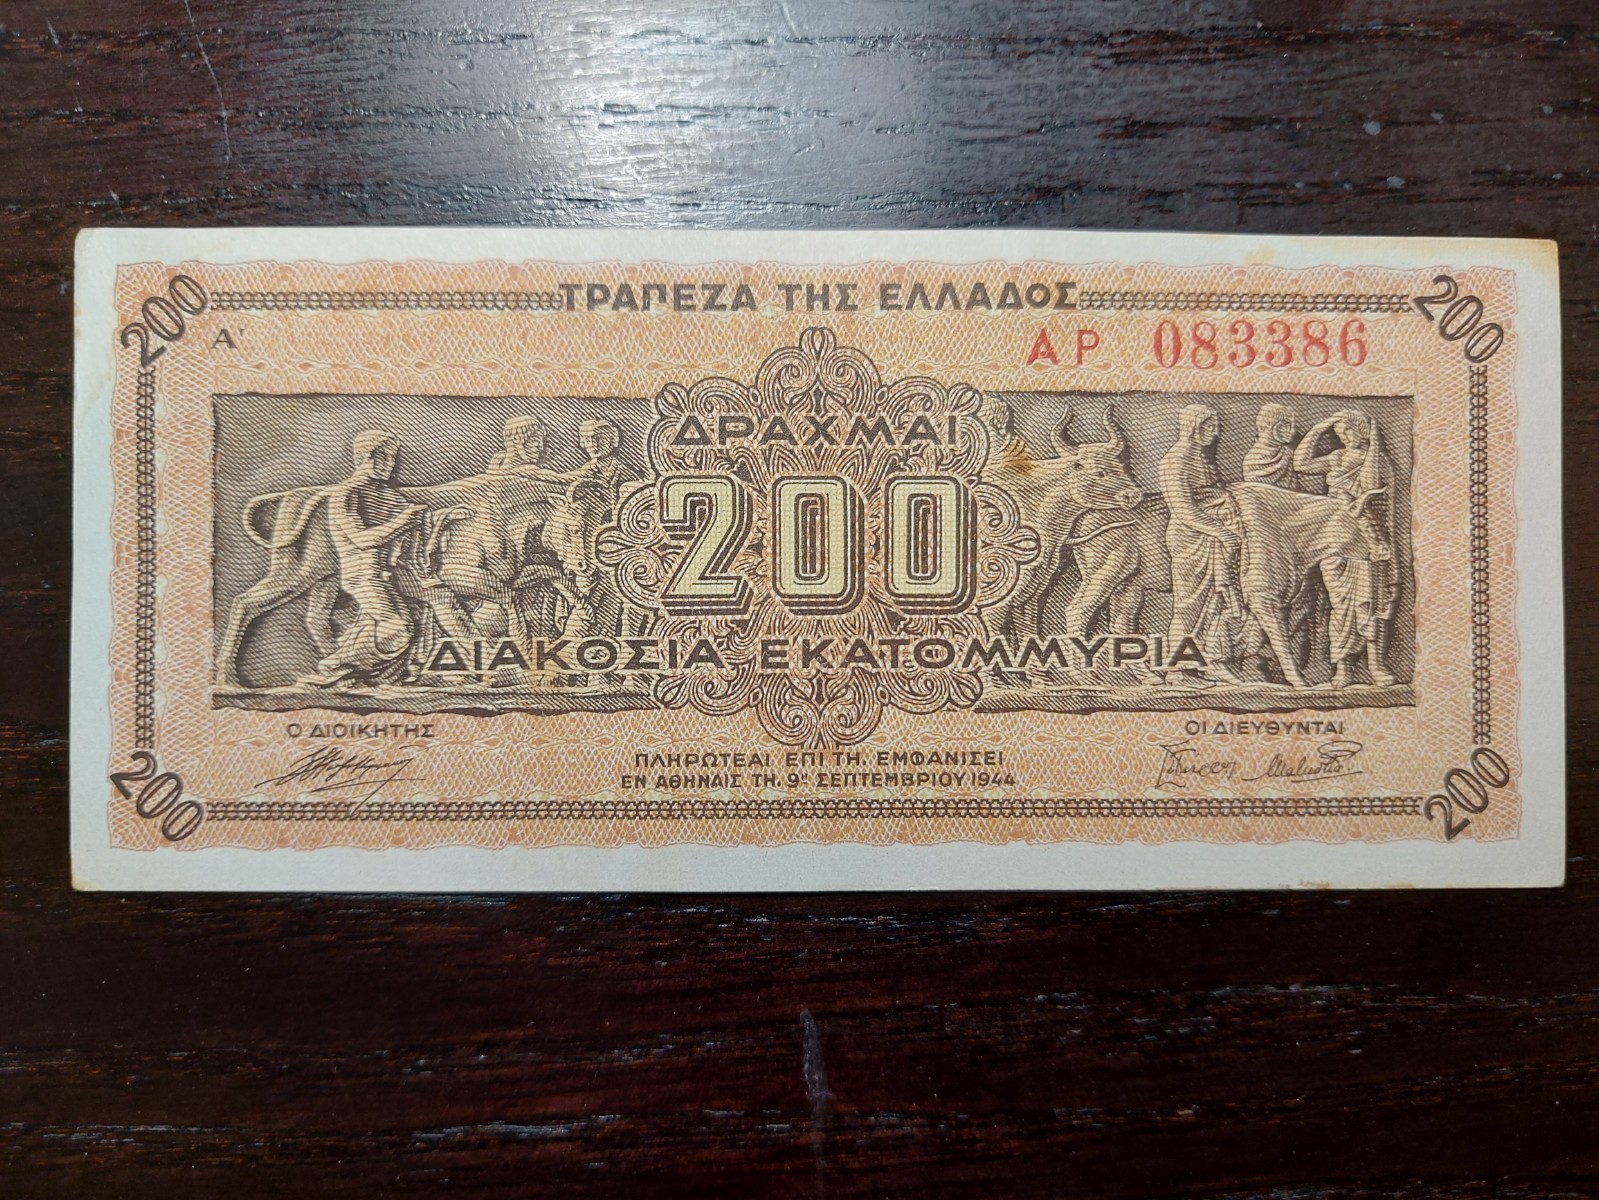 200 ΤΡΑΠΕΖΑ ΤΗΣ ΕΛΛΑΔΟΣ 200
Α' ΑΡ 083386
ΔΡΑΧΜΑΙ
200
ΔΙΑΚΟΣΙΑ ΕΚΑΤΟΜΜΥΡΙΑ
Ο ΔΙΟΙΚΗΤΗΣ ΟΙ ΔΙΕΥΘΥΝΤΑΙ
ΠΛΗΡΩΤΕΑΙ ΕΠΙ ΤΗ. ΕΜΦΑΝΙΣΕΙ
ΕΝ ΑΘΗΝΑΙΣ ΤΗ. 9ῃ ΣΕΠΤΕΜΒΡΙΟΥ 1944
200 200